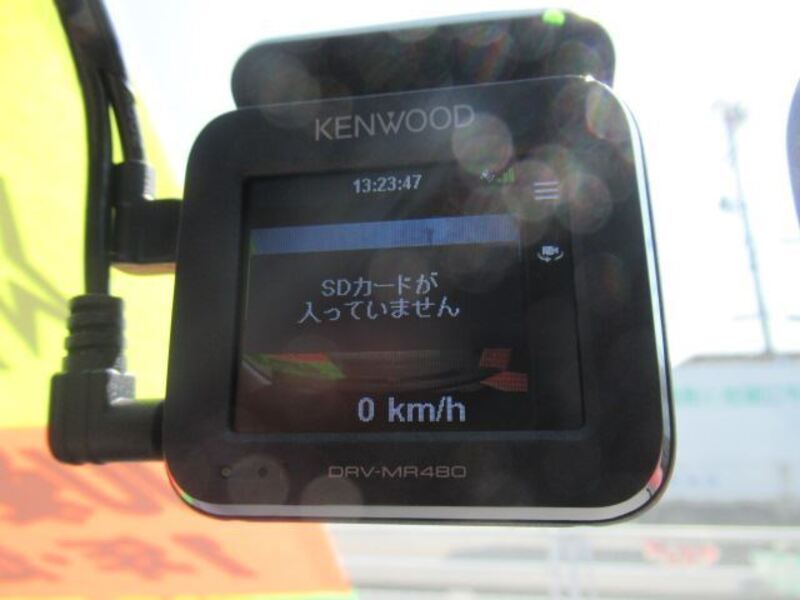 KENWOOD
13:23:47
SDカードが
入っていません
0 km/h
DRV-MR480